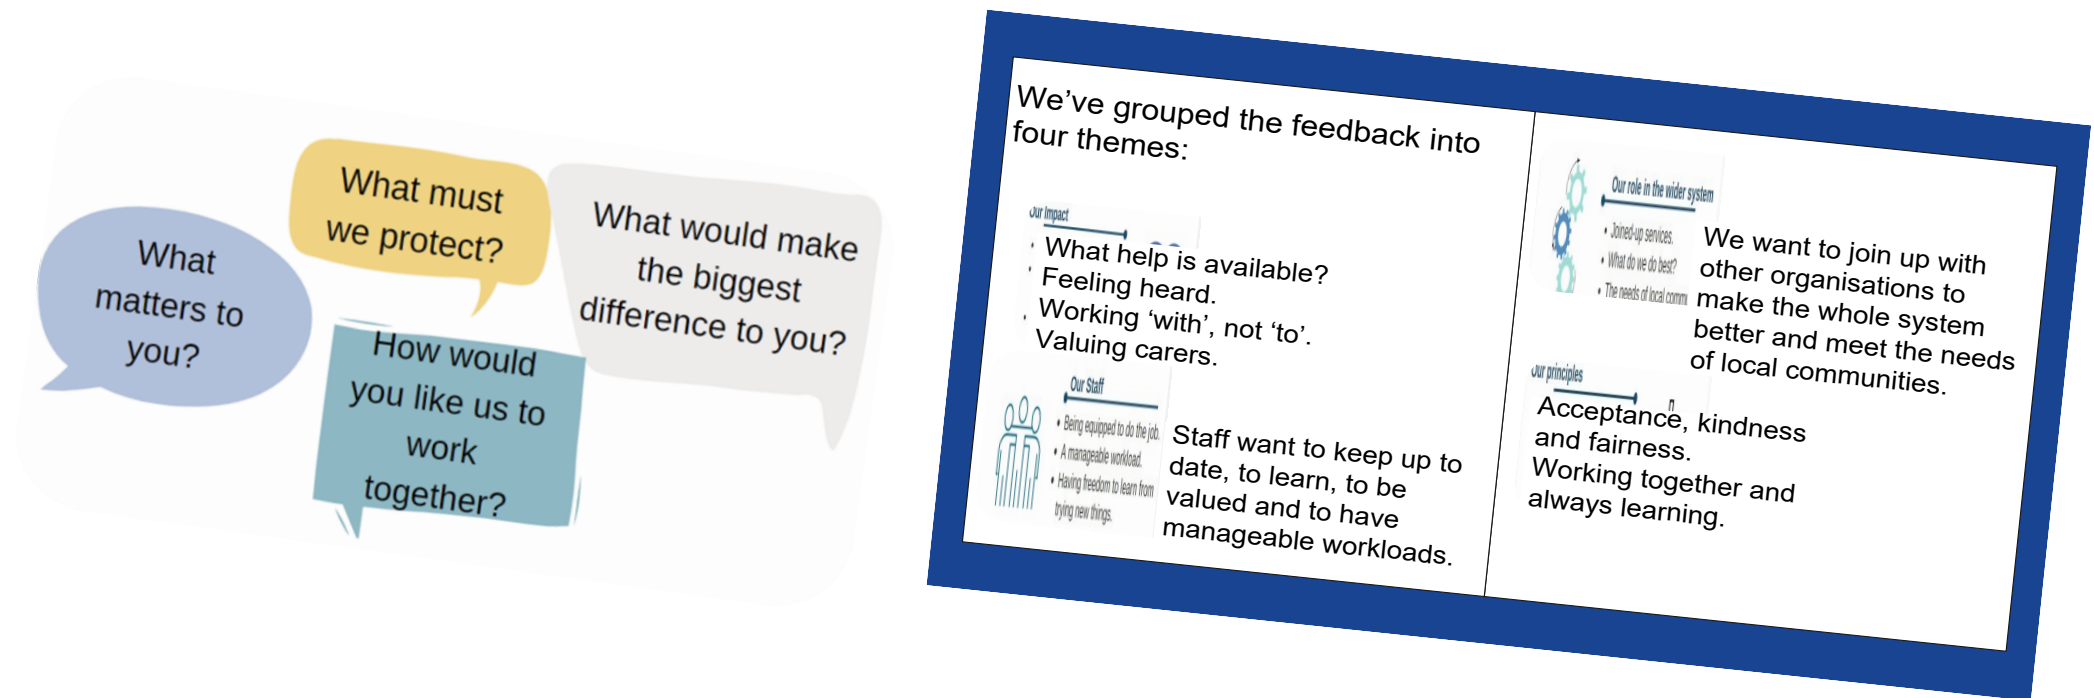 What
matters to
you?
What must
we protect?
What would make
the biggest
difference to you?
How would
you like us to
work
together?
We’ve grouped the feedback into
four themes:
Our Impact
What help is available?
Feeling heard.
Working ‘with’, not ‘to’.
Valuing carers.
Our Staff
• Being equipped to do the job.
• A manageable workload.
• Having freedom to learn from
trying new things.
Staff want to keep up to
date, to learn, to be
valued and to have
manageable workloads.
Our role in the wider system
• Joined-up services.
• What do we do best?
• The needs of local
We want to join up with
other organisations to
make the whole system
better and meet the needs
of local communities.
Our principles
Acceptance, kindness
and fairness.
Working together and
always learning.